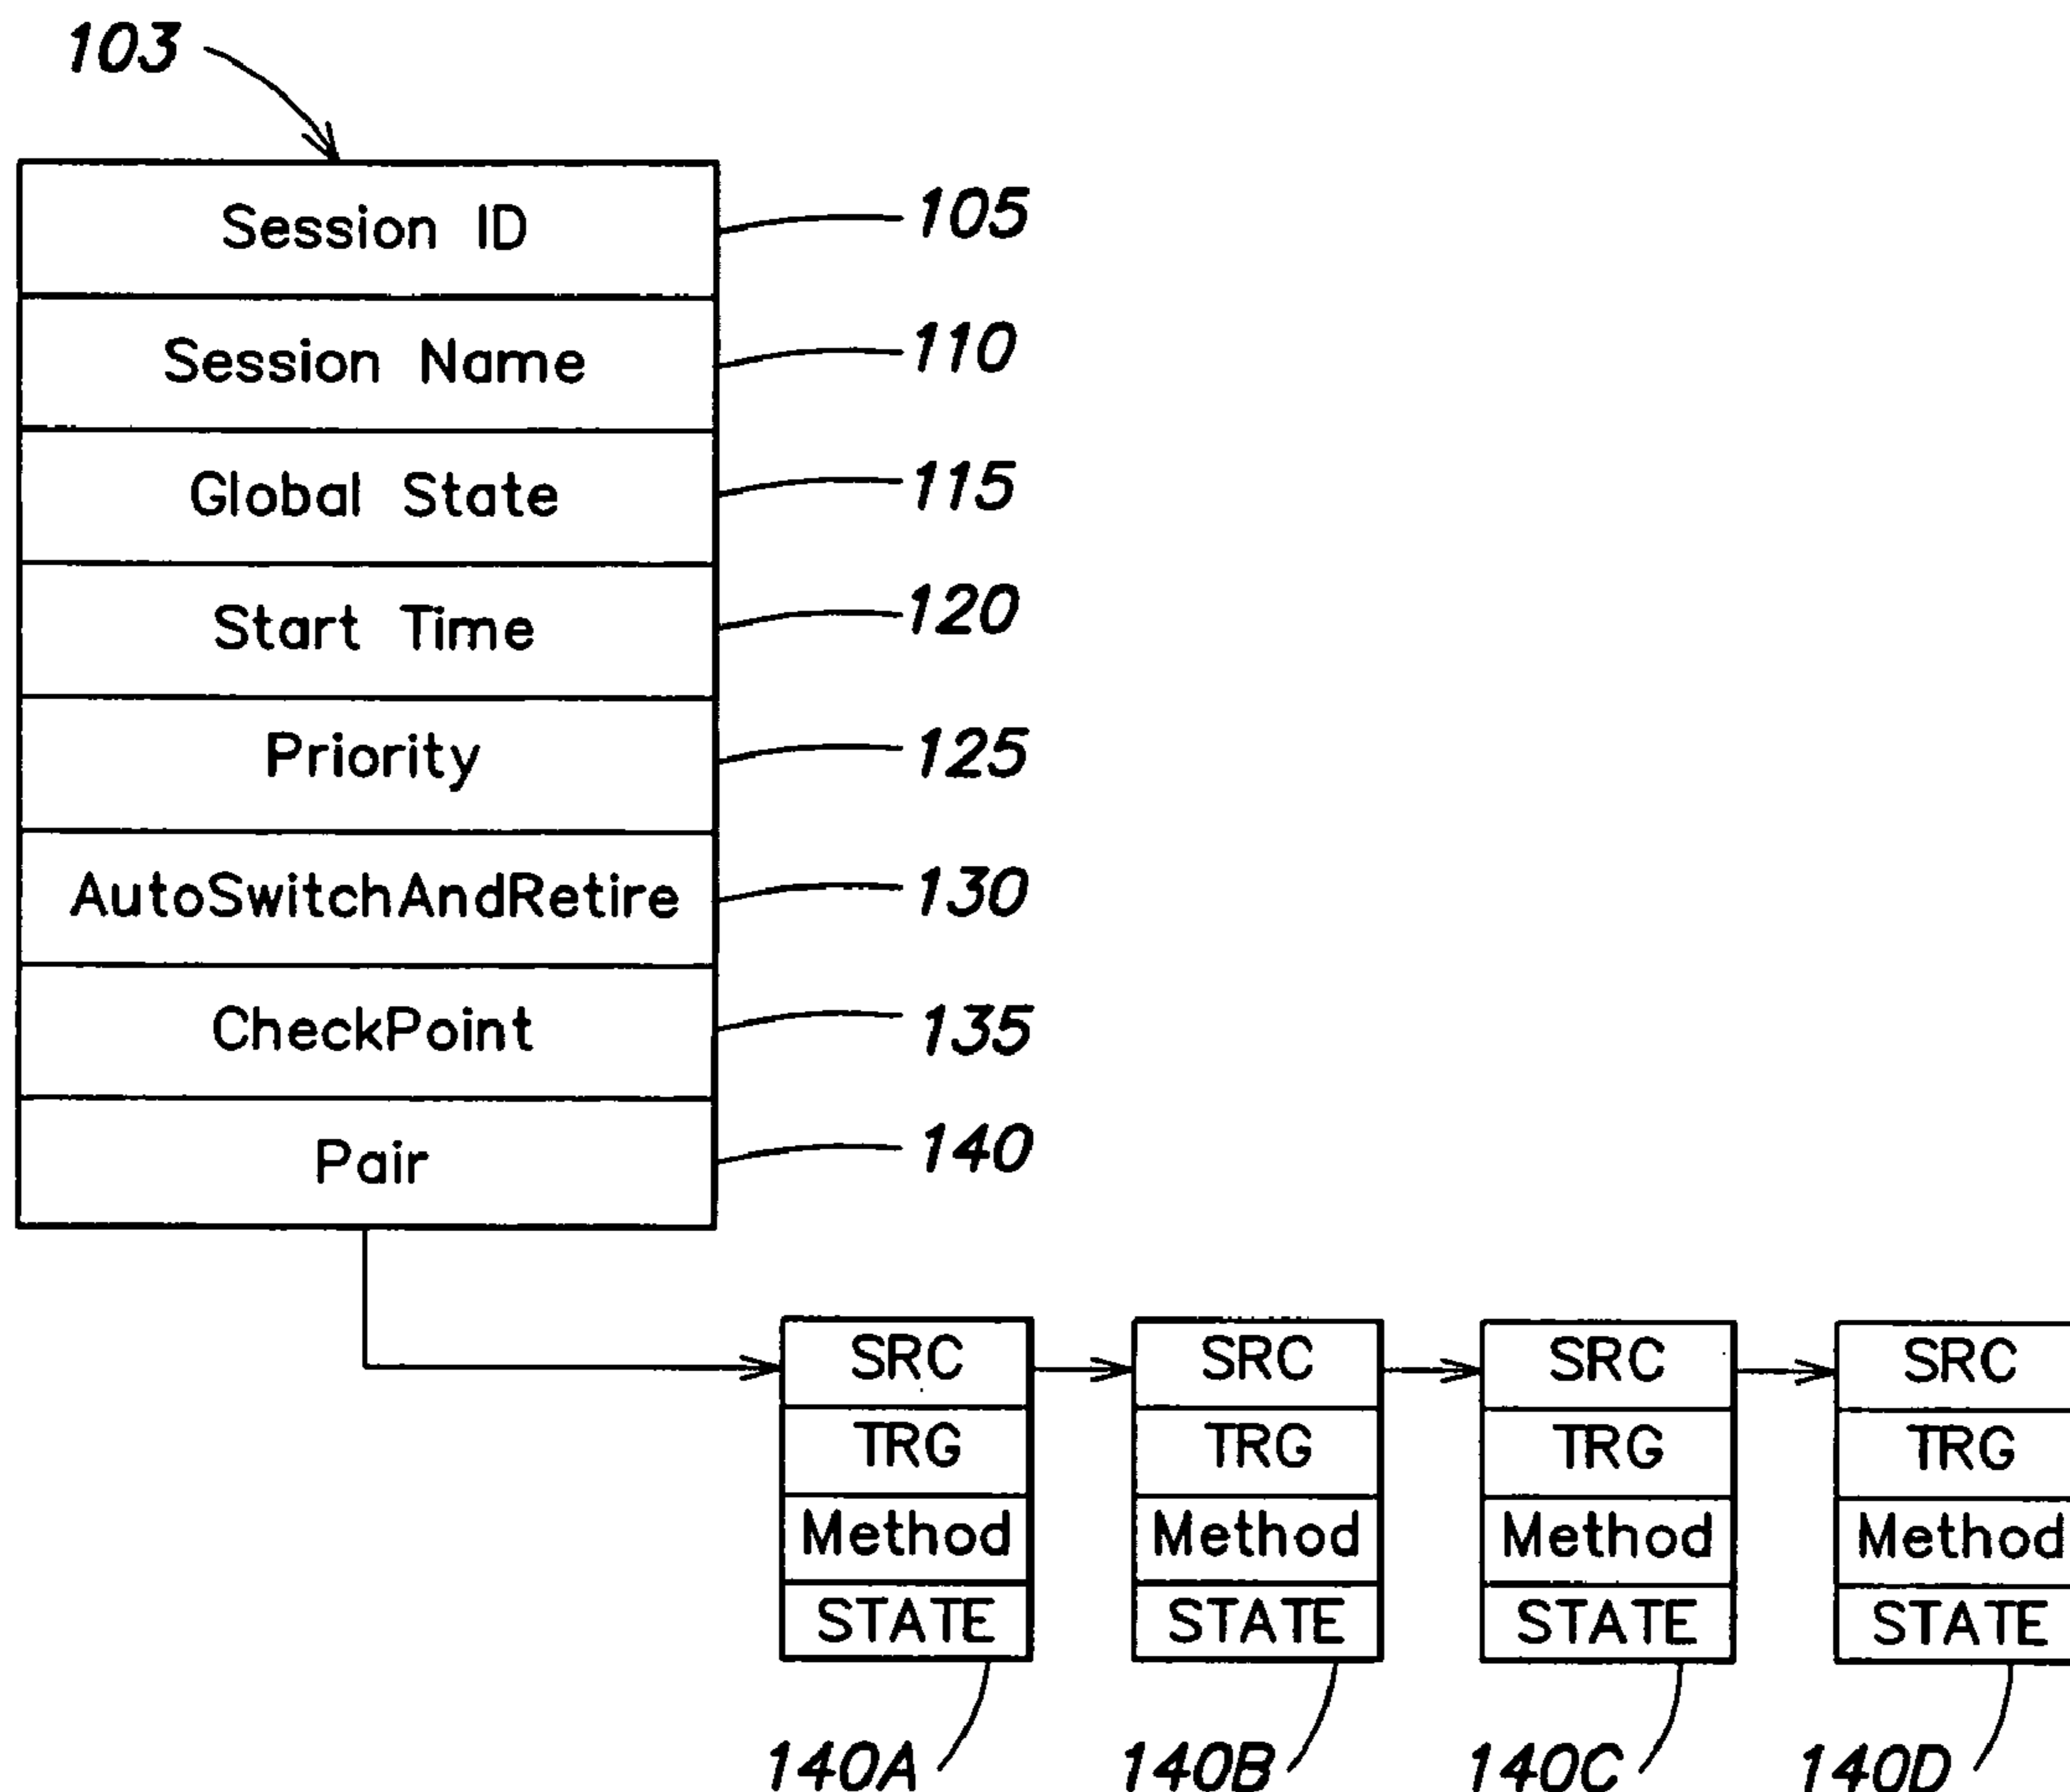 103
Session ID 105
Session Name 110
Global State 115
Start Time 120
Priority 125
AutoSwitchAndRetire 130
CheckPoint 135
Pair 140
SRC SRC SRC SRC
TRG TRG TRG TRG
Method Method Method Method
STATE STATE STATE STATE
140A 140B 140C 140D